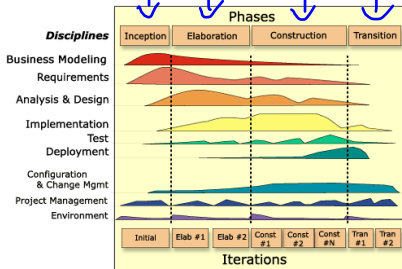 Phases
Disciplines Inception Elaboration Construction Transition
Business Modeling
Requirements
Analysis & Design
Implementation
Test
Deployment
Configuration
& Change Mgmt
Project Management
Environment
Initial Elab #1 Elab #2 Const #1 Const #2 Const #N Tran #1 Tran #2
Iterations